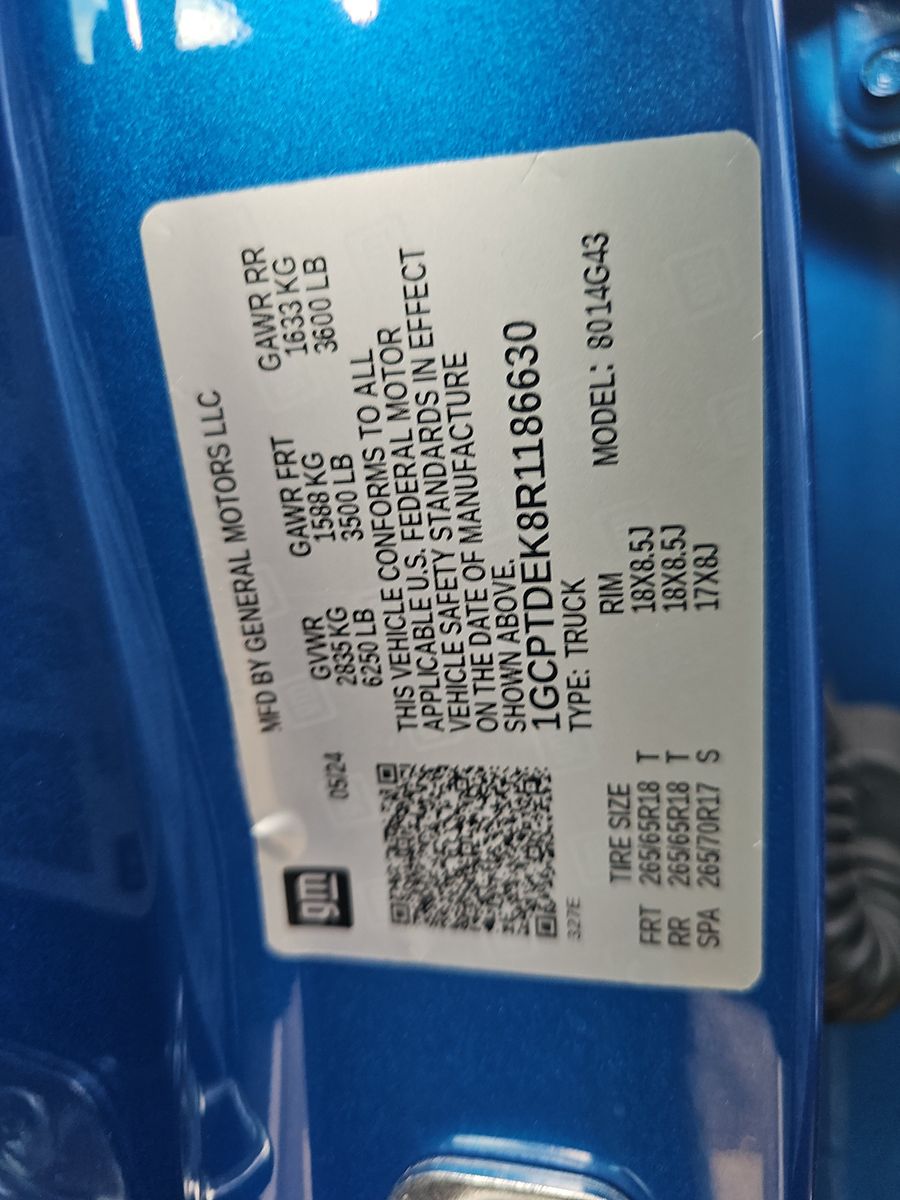 gm
MFD BY GENERAL MOTORS LLC
05/24
GVWR GAWR FRT GAWR RR
2835 KG 1588 KG 1633 KG
6250 LB 3500 LB 3600 LB
THIS VEHICLE CONFORMS TO ALL
APPLICABLE U.S. FEDERAL MOTOR
VEHICLE SAFETY STANDARDS IN EFFECT
ON THE DATE OF MANUFACTURE
SHOWN ABOVE.
1GCPTDEK8R1186630
327E
TYPE: TRUCK MODEL: 8014G43
TIRE SIZE RIM
FRT 265/65R18 T 18X8.5J
RR 265/65R18 T 18X8.5J
SPA 265/70R17 S 17X8J